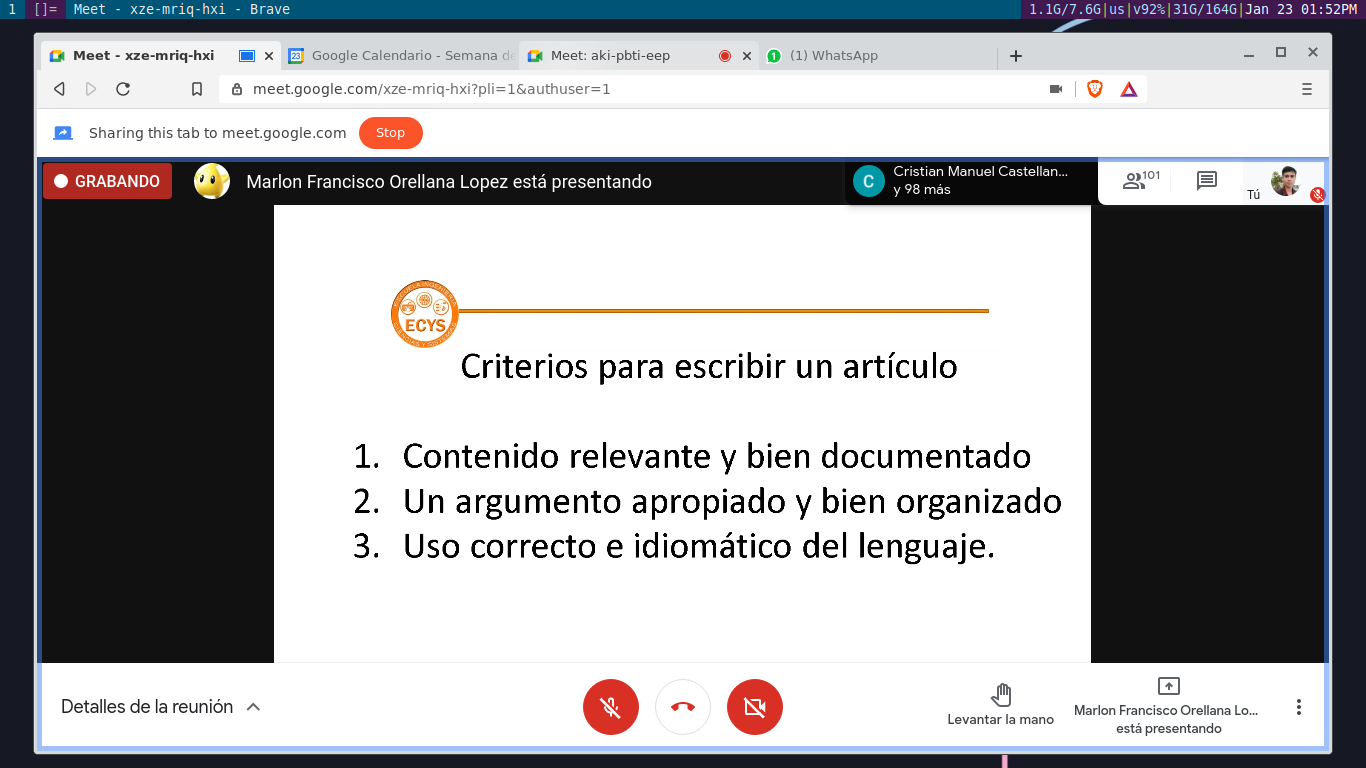 1 []= Meet - xze-mriq-hxi - Brave 1.1G/7.6G|us|v92%|31G/164G|Jan 23 01:52PM
Meet - xze-mriq-hxi 23 Google Calendario - Semana de Meet: aki-pbti-eep 1 (1) WhatsApp
meet.google.com/xze-mriq-hxi?pli=1&authuser=1
Sharing this tab to meet.google.com Stop
GRABANDO Marlon Francisco Orellana Lopez está presentando C Cristian Manuel Castellan... 101
y 98 más Tú
ECYS
Criterios para escribir un artículo
1. Contenido relevante y bien documentado
2. Un argumento apropiado y bien organizado
3. Uso correcto e idiomático del lenguaje.
Detalles de la reunión Levantar la mano Marlon Francisco Orellana Lo...
está presentando